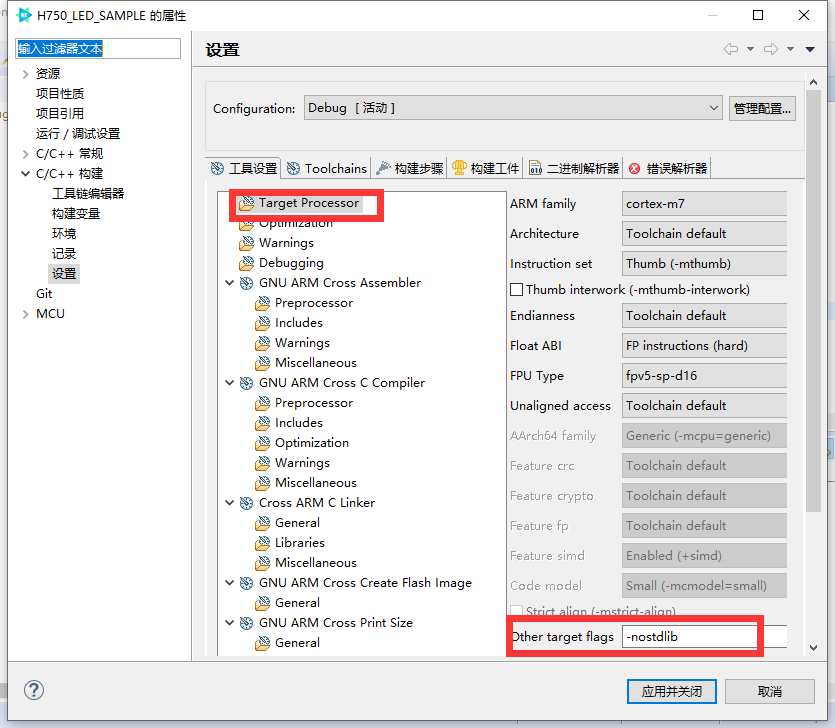 H750_LED_SAMPLE 的属性
输入过滤器文本
资源
项目性质
项目引用
运行 / 调试设置
C/C++ 常规
C/C++ 构建
工具链编辑器
构建变量
环境
记录
设置
Git
MCU
设置
Configuration:
Debug [ 活动 ]
管理配置...
工具设置
Toolchains
构建步骤
构建工件
二进制解析器
错误解析器
Target Processor
Optimization
Warnings
Debugging
GNU ARM Cross Assembler
Preprocessor
Includes
Warnings
Miscellaneous
GNU ARM Cross C Compiler
Preprocessor
Includes
Optimization
Warnings
Miscellaneous
Cross ARM C Linker
General
Libraries
Miscellaneous
GNU ARM Cross Create Flash Image
General
GNU ARM Cross Print Size
General
ARM family cortex-m7
Architecture Toolchain default
Instruction set Thumb (-mthumb)
Thumb interwork (-mthumb-interwork)
Endianness Toolchain default
Float ABI FP instructions (hard)
FPU Type fpv5-sp-d16
Unaligned access Toolchain default
AArch64 family Generic (-mcpu=generic)
Feature crc Toolchain default
Feature crypto Toolchain default
Feature fp Toolchain default
Feature simd Enabled (+simd)
Code model Small (-mcmodel=small)
Strict align (-mstrict-align)
Other target flags -nostdlib
应用并关闭
取消